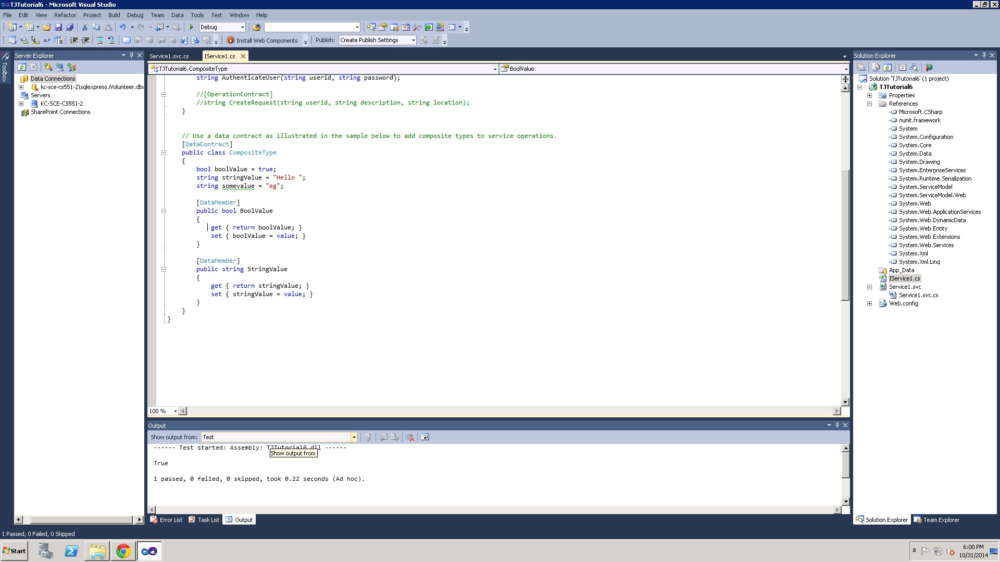 TJTutorial6 - Microsoft Visual Studio
File Edit View Refactor Project Build Debug Team Data Tools Test Window Help
Debug
Install Web Components Publish: Create Publish Settings
Toolbox
Server Explorer
Data Connections
kc-sce-cs551-2\sqlexpress.iVolunteer.dbo
Servers
KC-SCE-CS551-2
SharePoint Connections
Service1.svc.cs IService1.cs
TJTutorial6.CompositeType BoolValue
string AuthenticateUser(string userid, string password);
//[OperationContract]
//string CreateRequest(string userid, string description, string location);
}
// Use a data contract as illustrated in the sample below to add composite types to service operations.
[DataContract]
public class CompositeType
{
bool boolValue = true;
string stringValue = "Hello ";
string somevalue = "eg";
[DataMember]
public bool BoolValue
{
get { return boolValue; }
set { boolValue = value; }
}
[DataMember]
public string StringValue
{
get { return stringValue; }
set { stringValue = value; }
}
}
}
100 %
Output
Show output from: Test
------ Test started: Assembly: TJTutorial6.dll ------
Show output from
True
1 passed, 0 failed, 0 skipped, took 0.22 seconds (Ad hoc).
Error List Task List Output
Solution Explorer
Solution 'TJTutorial6' (1 project)
TJTutorial6
Properties
References
Microsoft.CSharp
nunit.framework
System
System.Configuration
System.Core
System.Data
System.Drawing
System.EnterpriseServices
System.Runtime.Serialization
System.ServiceModel
System.ServiceModel.Web
System.Web
System.Web.ApplicationServices
System.Web.DynamicData
System.Web.Entity
System.Web.Extensions
System.Web.Services
System.Xml
System.Xml.Linq
App_Data
IService1.cs
Service1.svc
Service1.svc.cs
Web.config
Solution Explorer Team Explorer
1 Passed, 0 Failed, 0 Skipped
Start
6:00 PM
10/31/2014